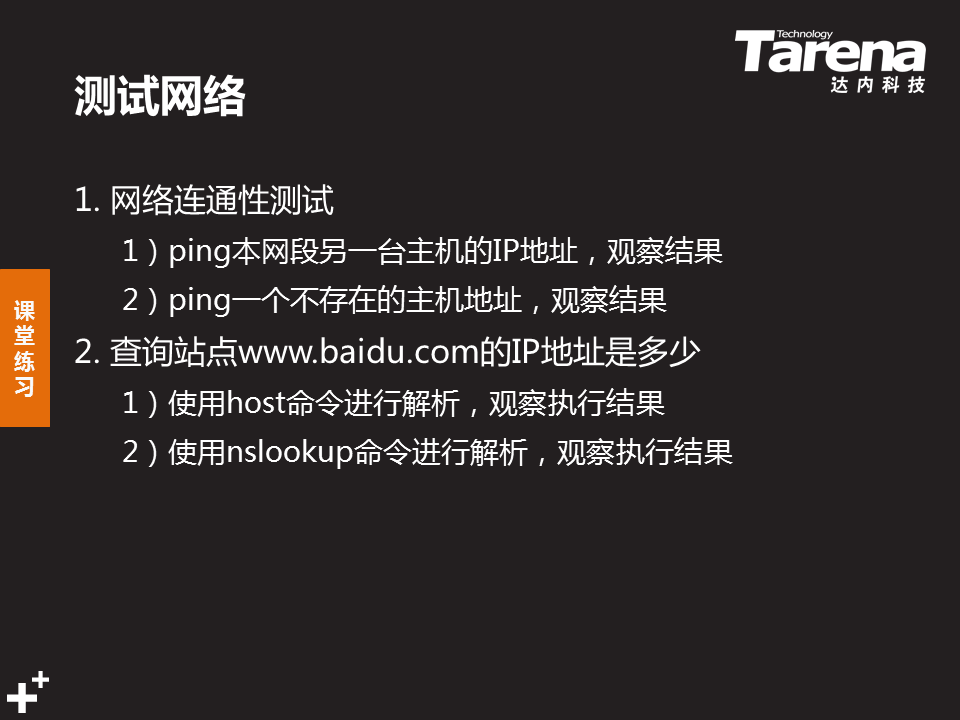 Technology
Tarena
达内科技
测试网络
1. 网络连通性测试
1）ping本网段另一台主机的IP地址，观察结果
2）ping一个不存在的主机地址，观察结果
2. 查询站点www.baidu.com的IP地址是多少
1）使用host命令进行解析，观察执行结果
2）使用nslookup命令进行解析，观察执行结果
课堂练习